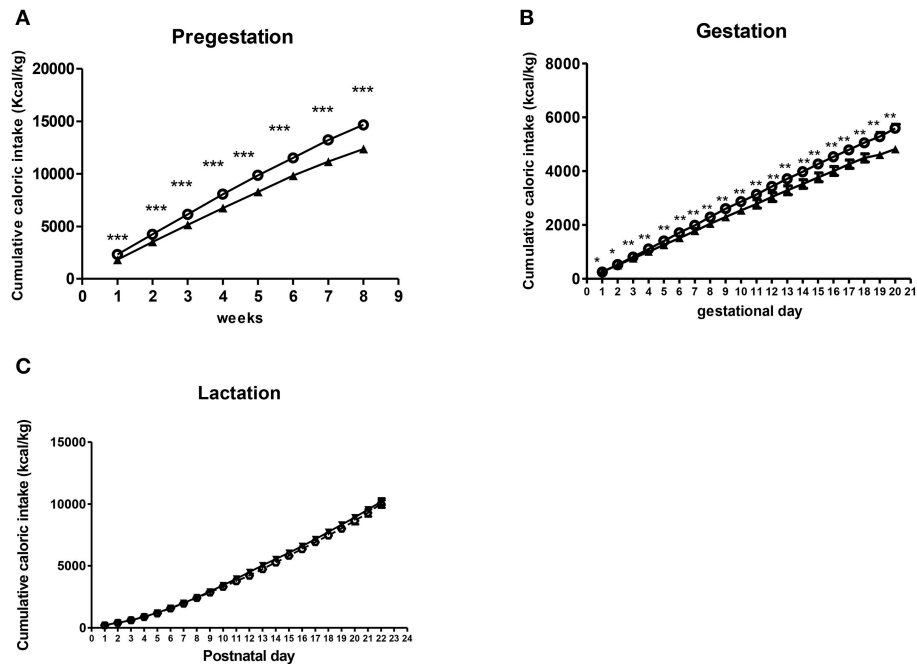 A
Pregestation
Cumulative caloric intake (Kcal/kg)
20000
15000
10000
5000
0
*** *** *** *** *** *** *** ***
0 1 2 3 4 5 6 7 8 9
weeks
B
Gestation
Cumulative caloric intake (kcal/kg)
8000
6000
4000
2000
0
* * ** ** ** ** ** ** ** ** ** ** ** ** ** ** ** ** ** **
0 1 2 3 4 5 6 7 8 9 10 11 12 13 14 15 16 17 18 19 20 21
gestational day
C
Lactation
Cumulative caloric intake (kcal/kg)
15000
10000
5000
0
0 1 2 3 4 5 6 7 8 9 10 11 12 13 14 15 16 17 18 19 20 21 22 23 24
Postnatal day